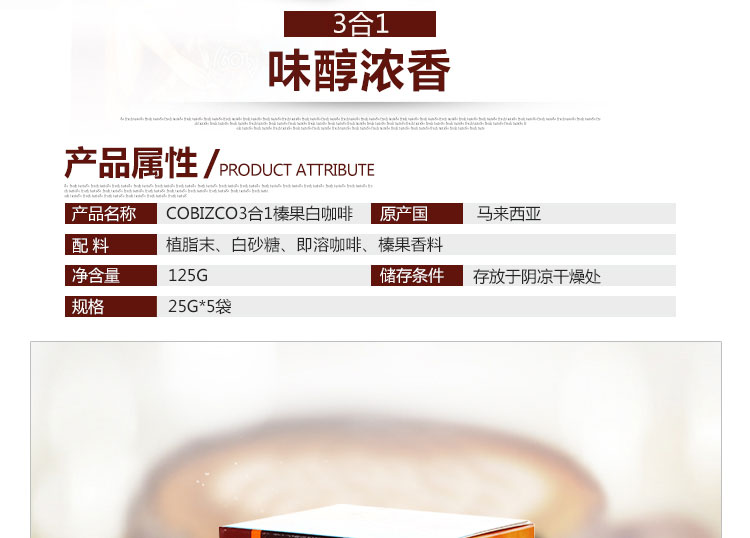 3合1
味醇浓香
产品属性/PRODUCT ATTRIBUTE
产品名称 COBIZCO3合1榛果白咖啡 原产国 马来西亚
配 料 植脂末、白砂糖、即溶咖啡、榛果香料
净含量 125G 储存条件 存放于阴凉干燥处
规格 25G*5袋